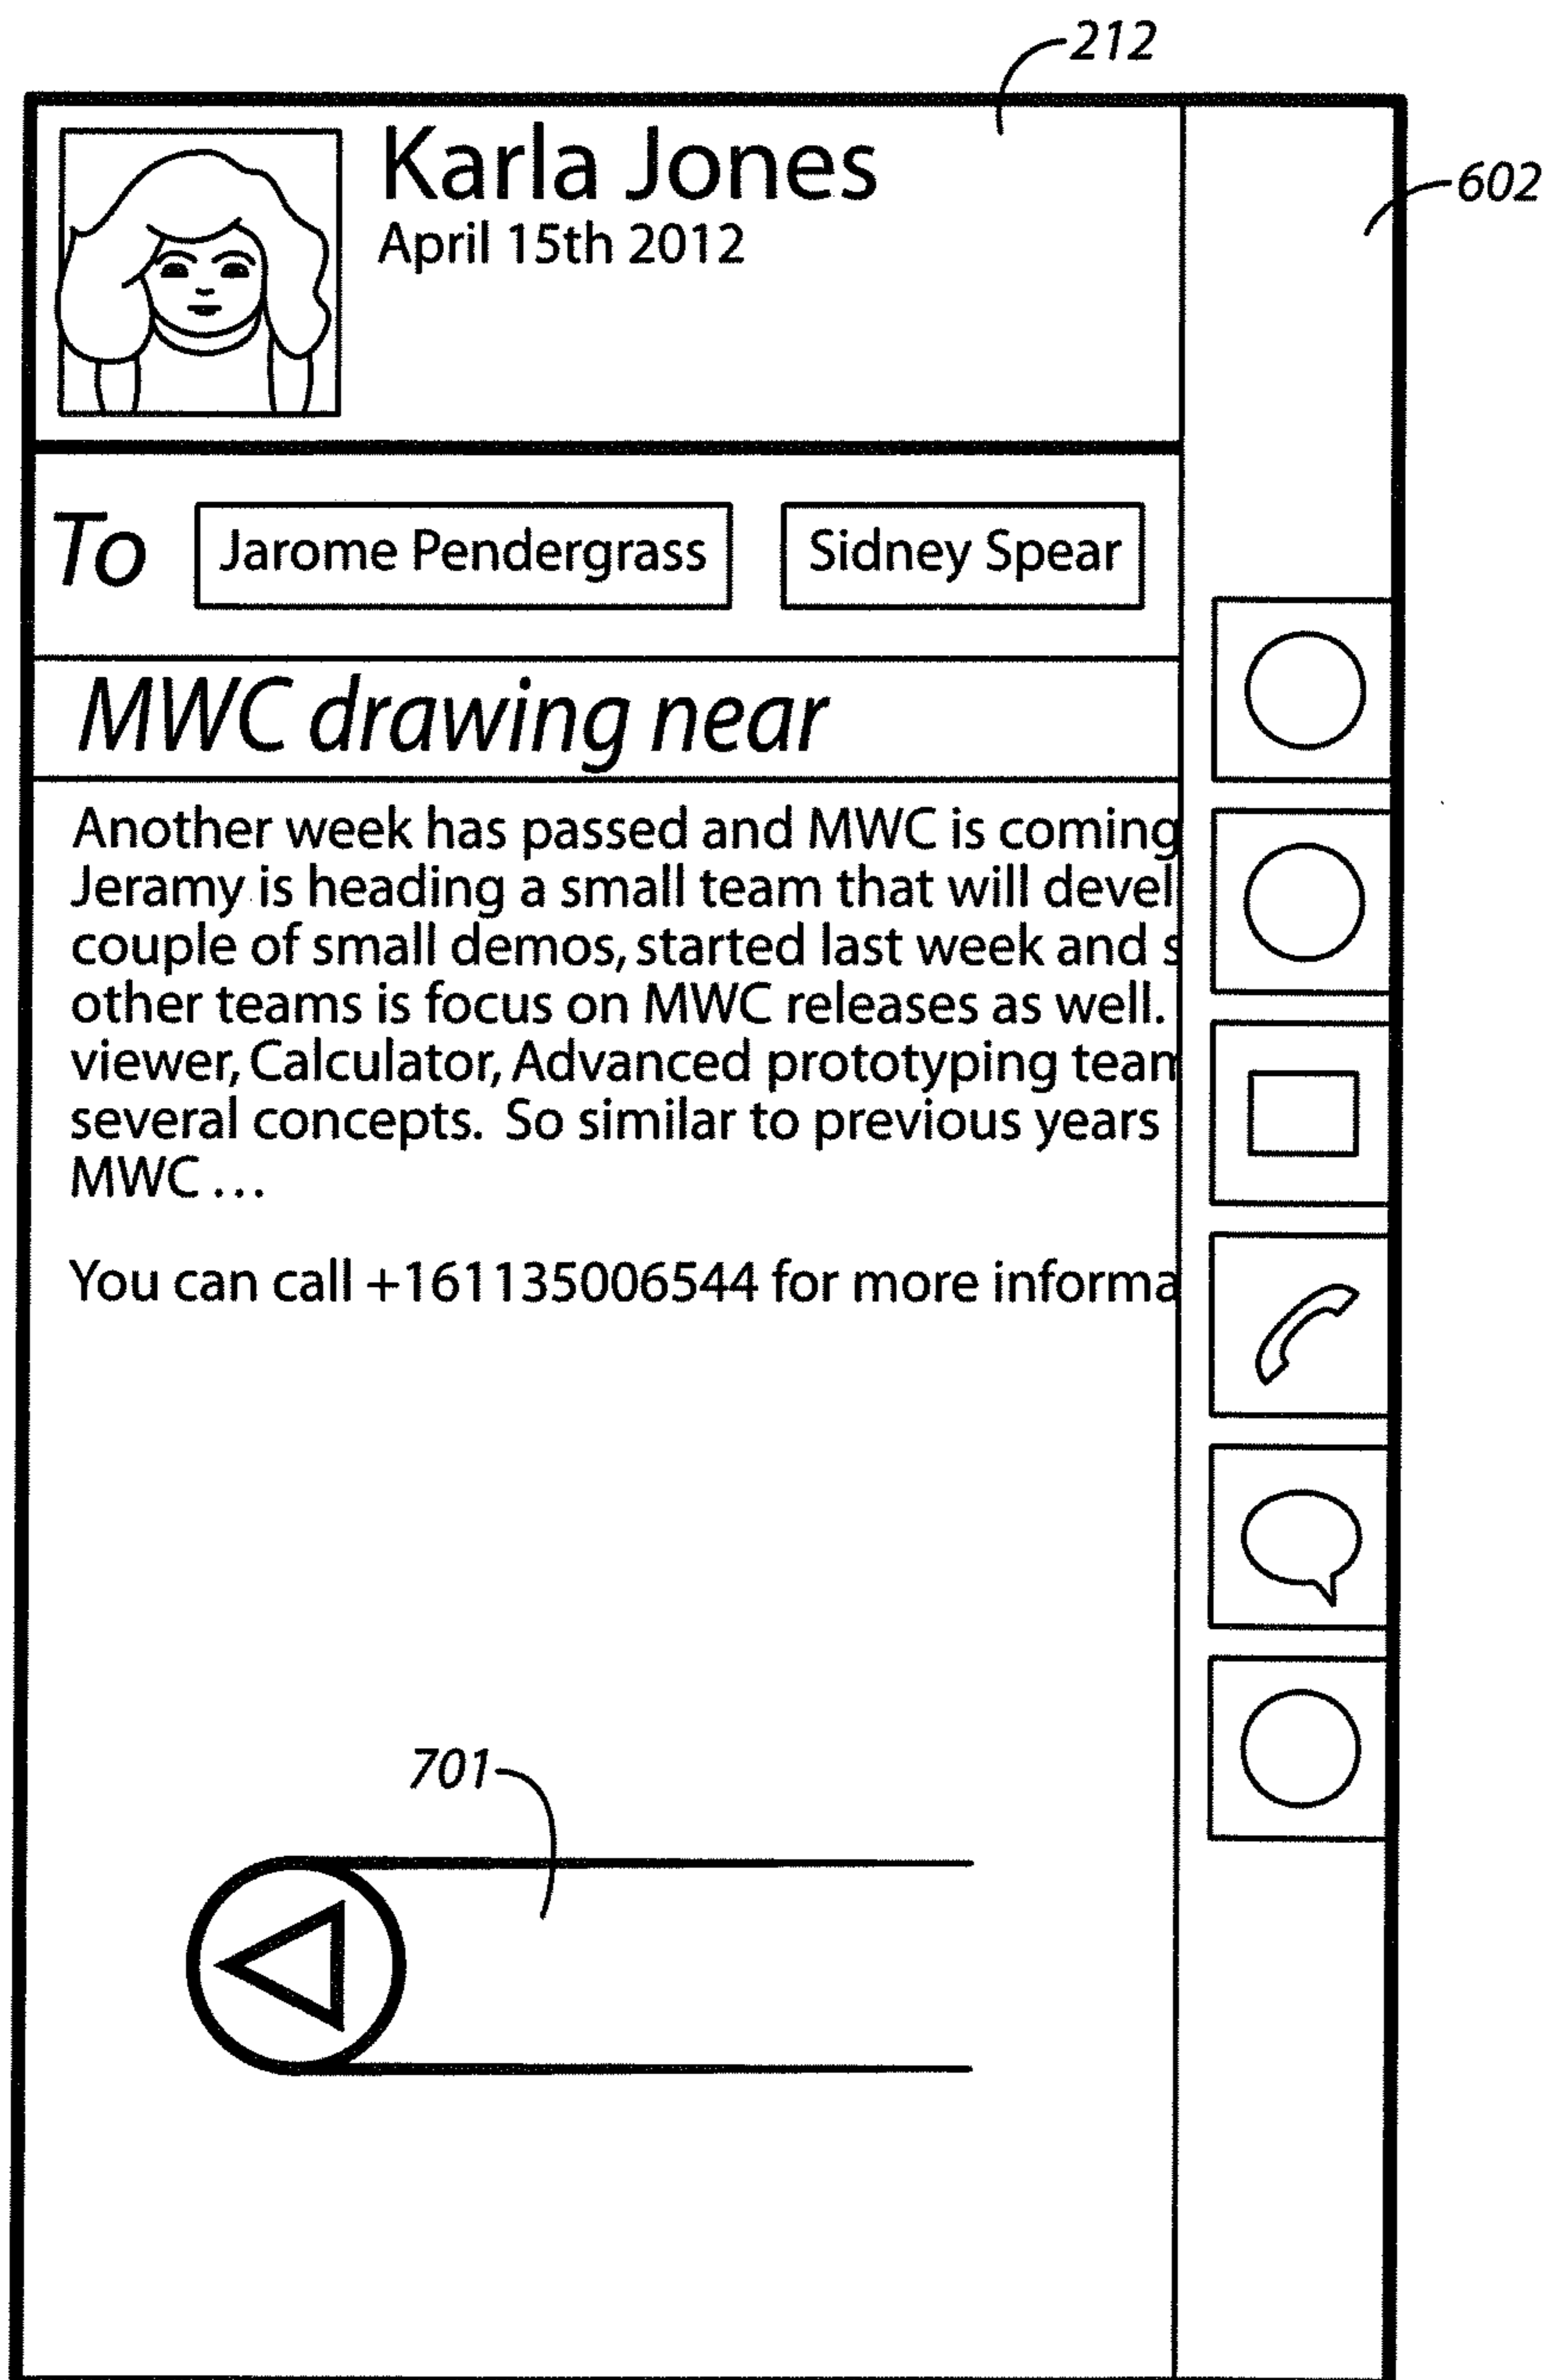 212
602
Karla Jones
April 15th 2012
To Jarome Pendergrass Sidney Spear
MWC drawing near
Another week has passed and MWC is coming
Jeramy is heading a small team that will devel
couple of small demos, started last week and s
other teams is focus on MWC releases as well.
viewer, Calculator, Advanced prototyping team
several concepts. So similar to previous years
MWC...
You can call +161135006544 for more informa
701